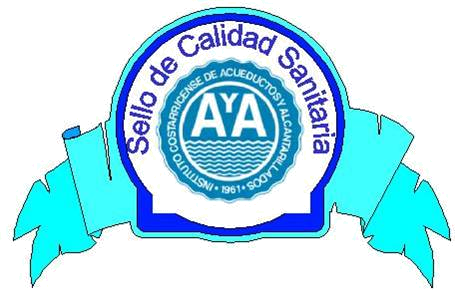 Sello de Calidad Sanitaria
INSTITUTO COSTARRICENSE DE ACUEDUCTOS Y ALCANTARILLADOS
AYA
· 1961 ·